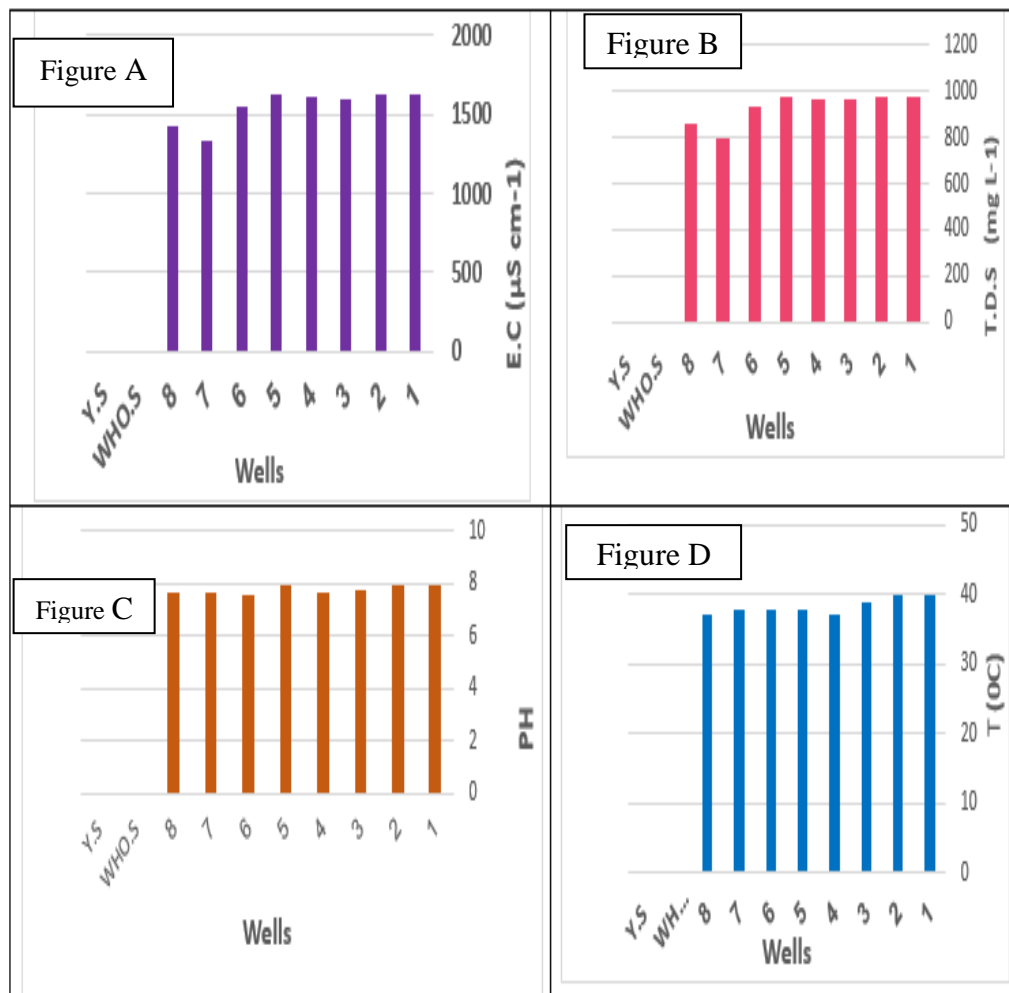 Figure A
2000
1500
1000
500
0
E.C (µS cm-1)
Y.S WHO.S 8 7 6 5 4 3 2 1
Wells
Figure B
1200
1000
800
600
400
200
0
T.D.S (mg L-1)
Y.S WHO.S 8 7 6 5 4 3 2 1
Wells
Figure C
10
8
6
4
2
0
PH
Y.S WHO.S 8 7 6 5 4 3 2 1
Wells
Figure D
50
40
30
20
10
0
T (OC)
Y.S WH... 8 7 6 5 4 3 2 1
Wells